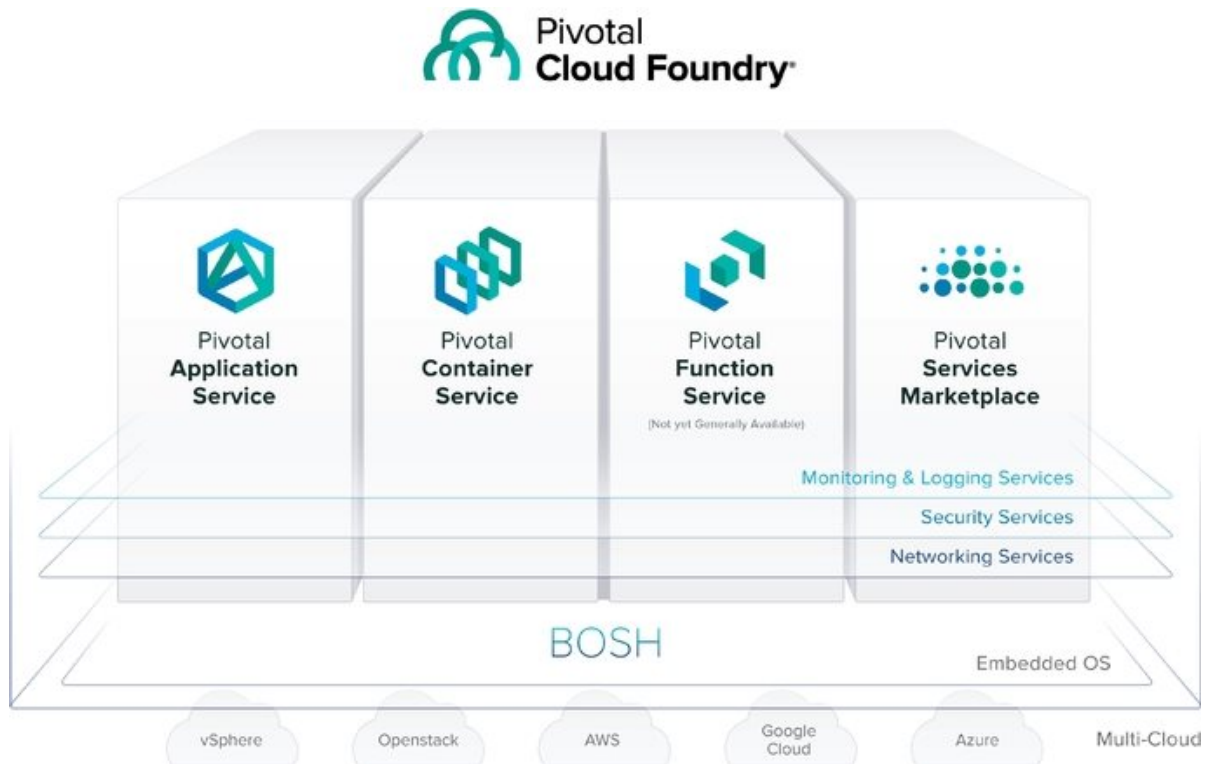 Pivotal
Cloud Foundry®
Pivotal
Application
Service
Pivotal
Container
Service
Pivotal
Function
Service
(Not yet Generally Available)
Pivotal
Services
Marketplace
Monitoring & Logging Services
Security Services
Networking Services
BOSH
Embedded OS
vSphere
Openstack
AWS
Google
Cloud
Azure
Multi-Cloud